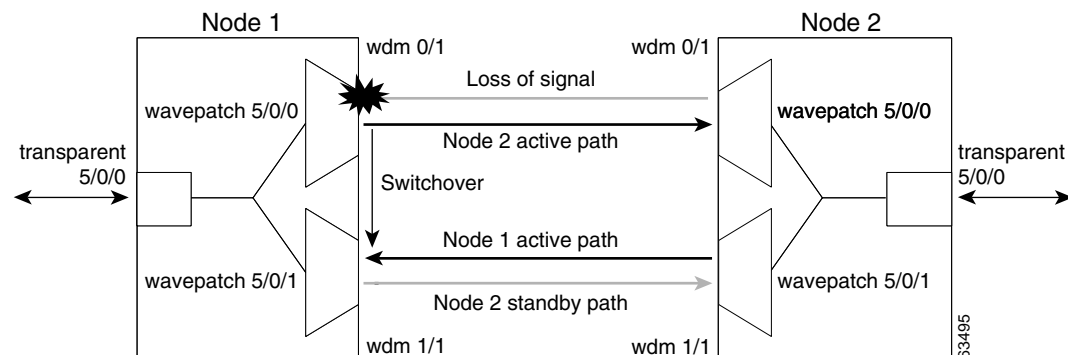 Node 1
Node 2
wdm 0/1
wdm 0/1
Loss of signal
wavepatch 5/0/0
wavepatch 5/0/0
Node 2 active path
transparent
5/0/0
transparent
5/0/0
Switchover
Node 1 active path
wavepatch 5/0/1
wavepatch 5/0/1
Node 2 standby path
wdm 1/1
wdm 1/1